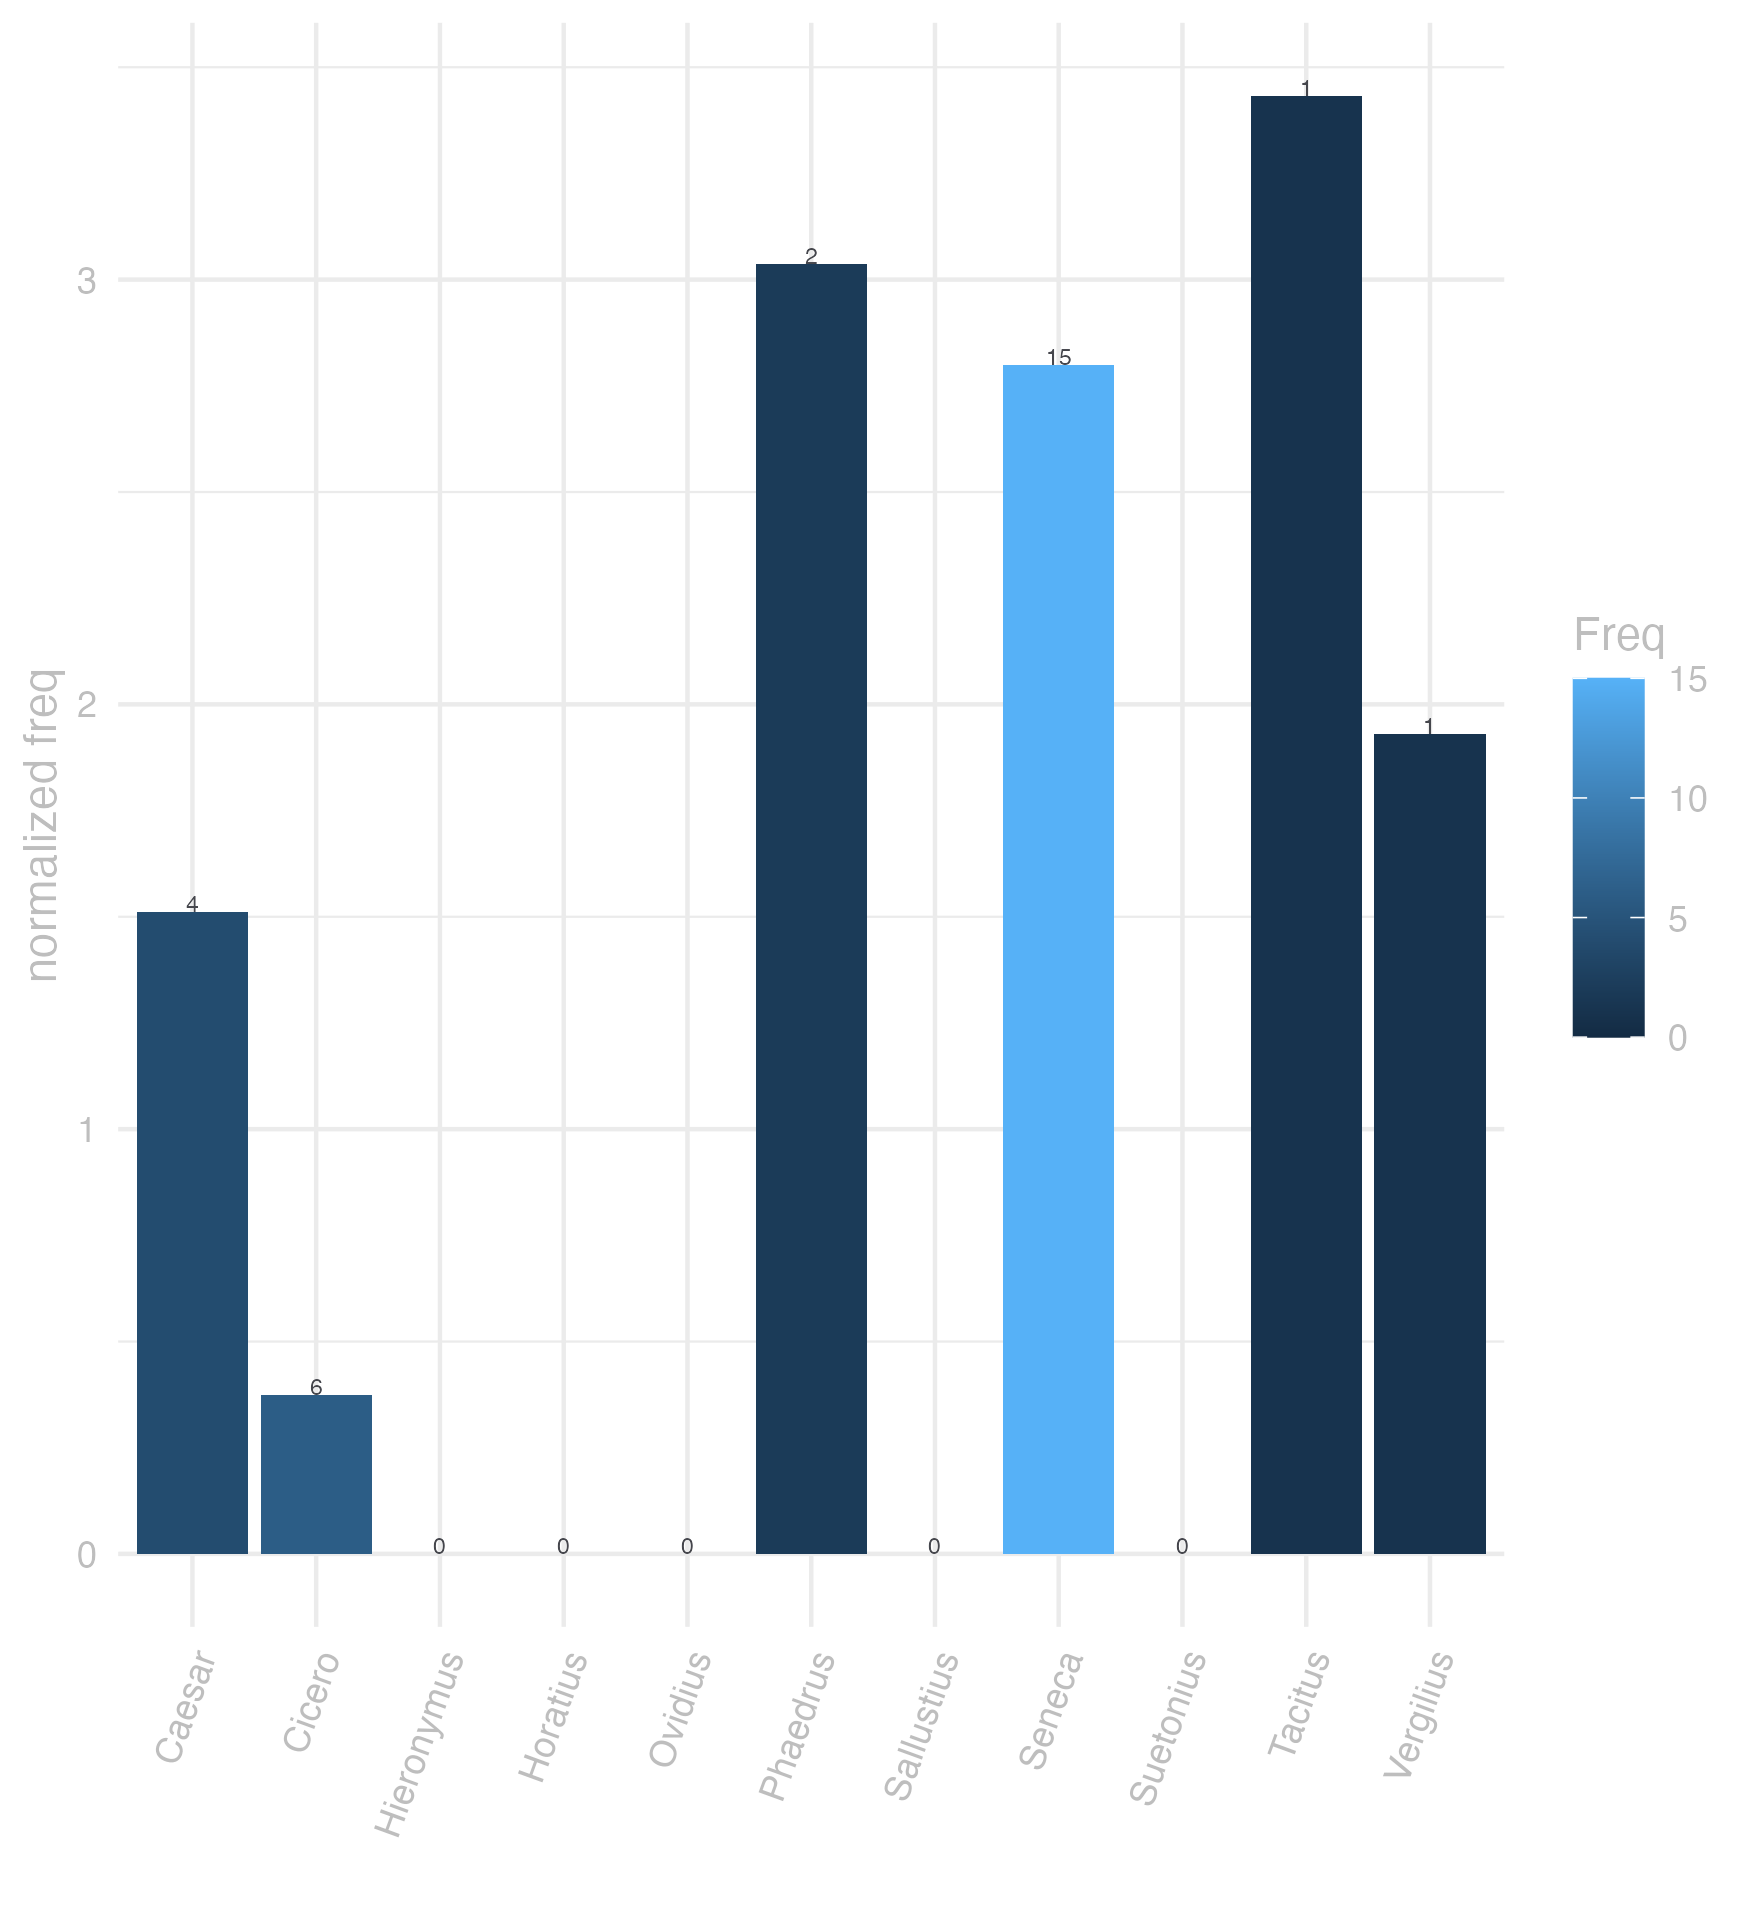 normalized freq
3
2
1
0
4
6
0
0
0
2
0
15
0
1
1
Caesar
Cicero
Hieronymus
Horatius
Ovidius
Phaedrus
Sallustius
Seneca
Suetonius
Tacitus
Vergilius
Freq
15
10
5
0